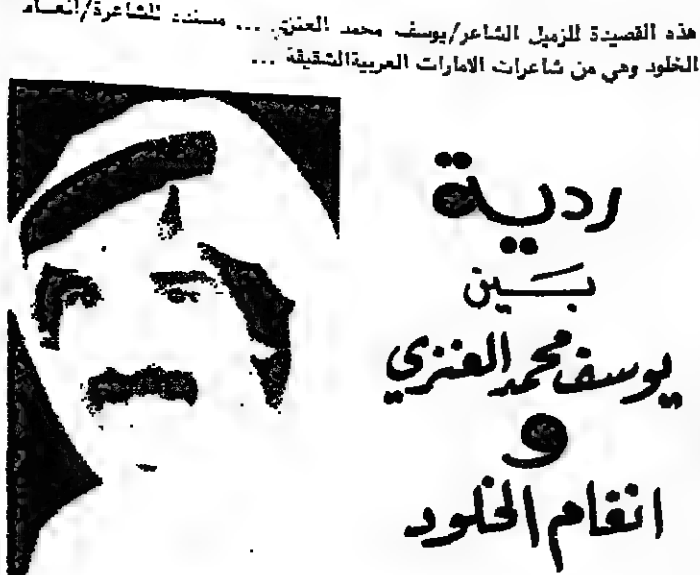 هذه القصيدة للزميل الشاعر/يوسف محمد العنزي ... مسنده للشاعرة/انغام
الخلود وهي من شاعرات الامارات العربية الشقيقة ...
ردية
بين
يوسف محمد العنزي
و
انغام الخلود